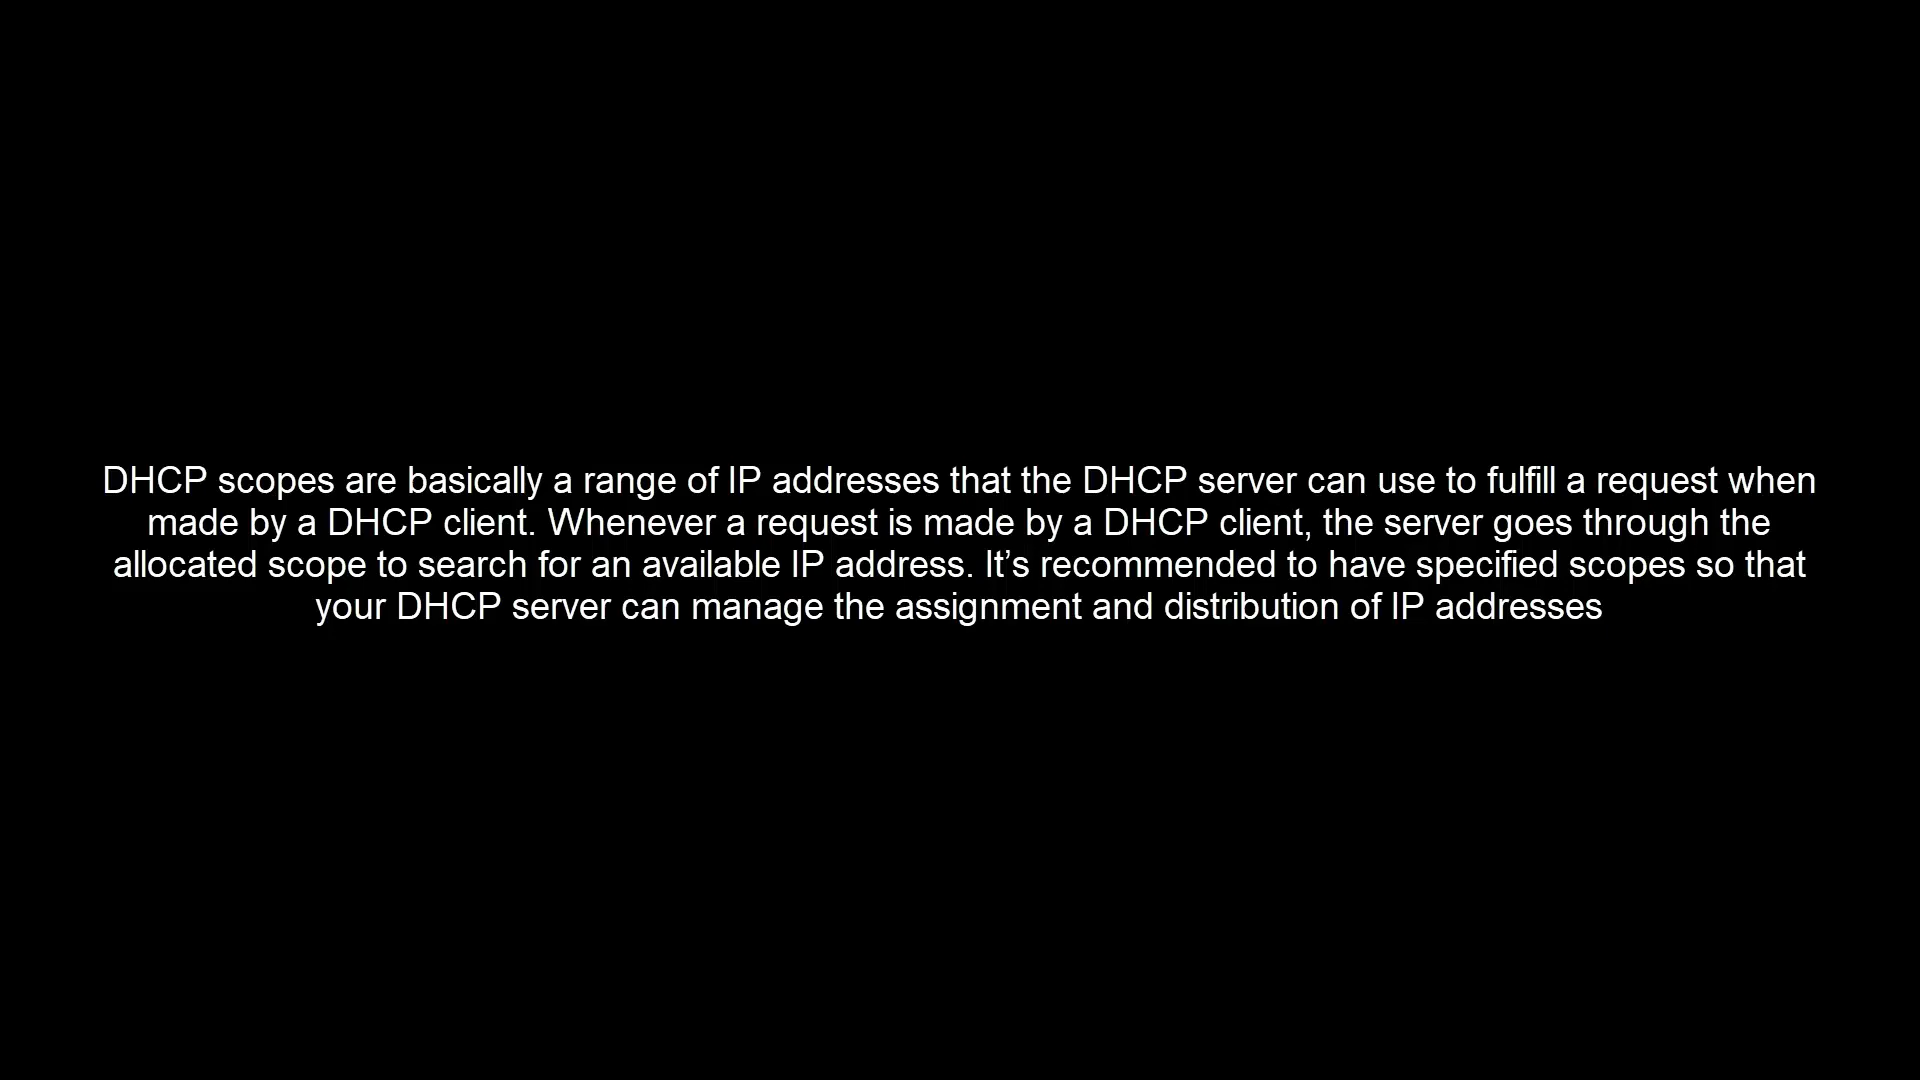 DHCP scopes are basically a range of IP addresses that the DHCP server can use to fulfill a request when
made by a DHCP client. Whenever a request is made by a DHCP client, the server goes through the
allocated scope to search for an available IP address. It’s recommended to have specified scopes so that
your DHCP server can manage the assignment and distribution of IP addresses